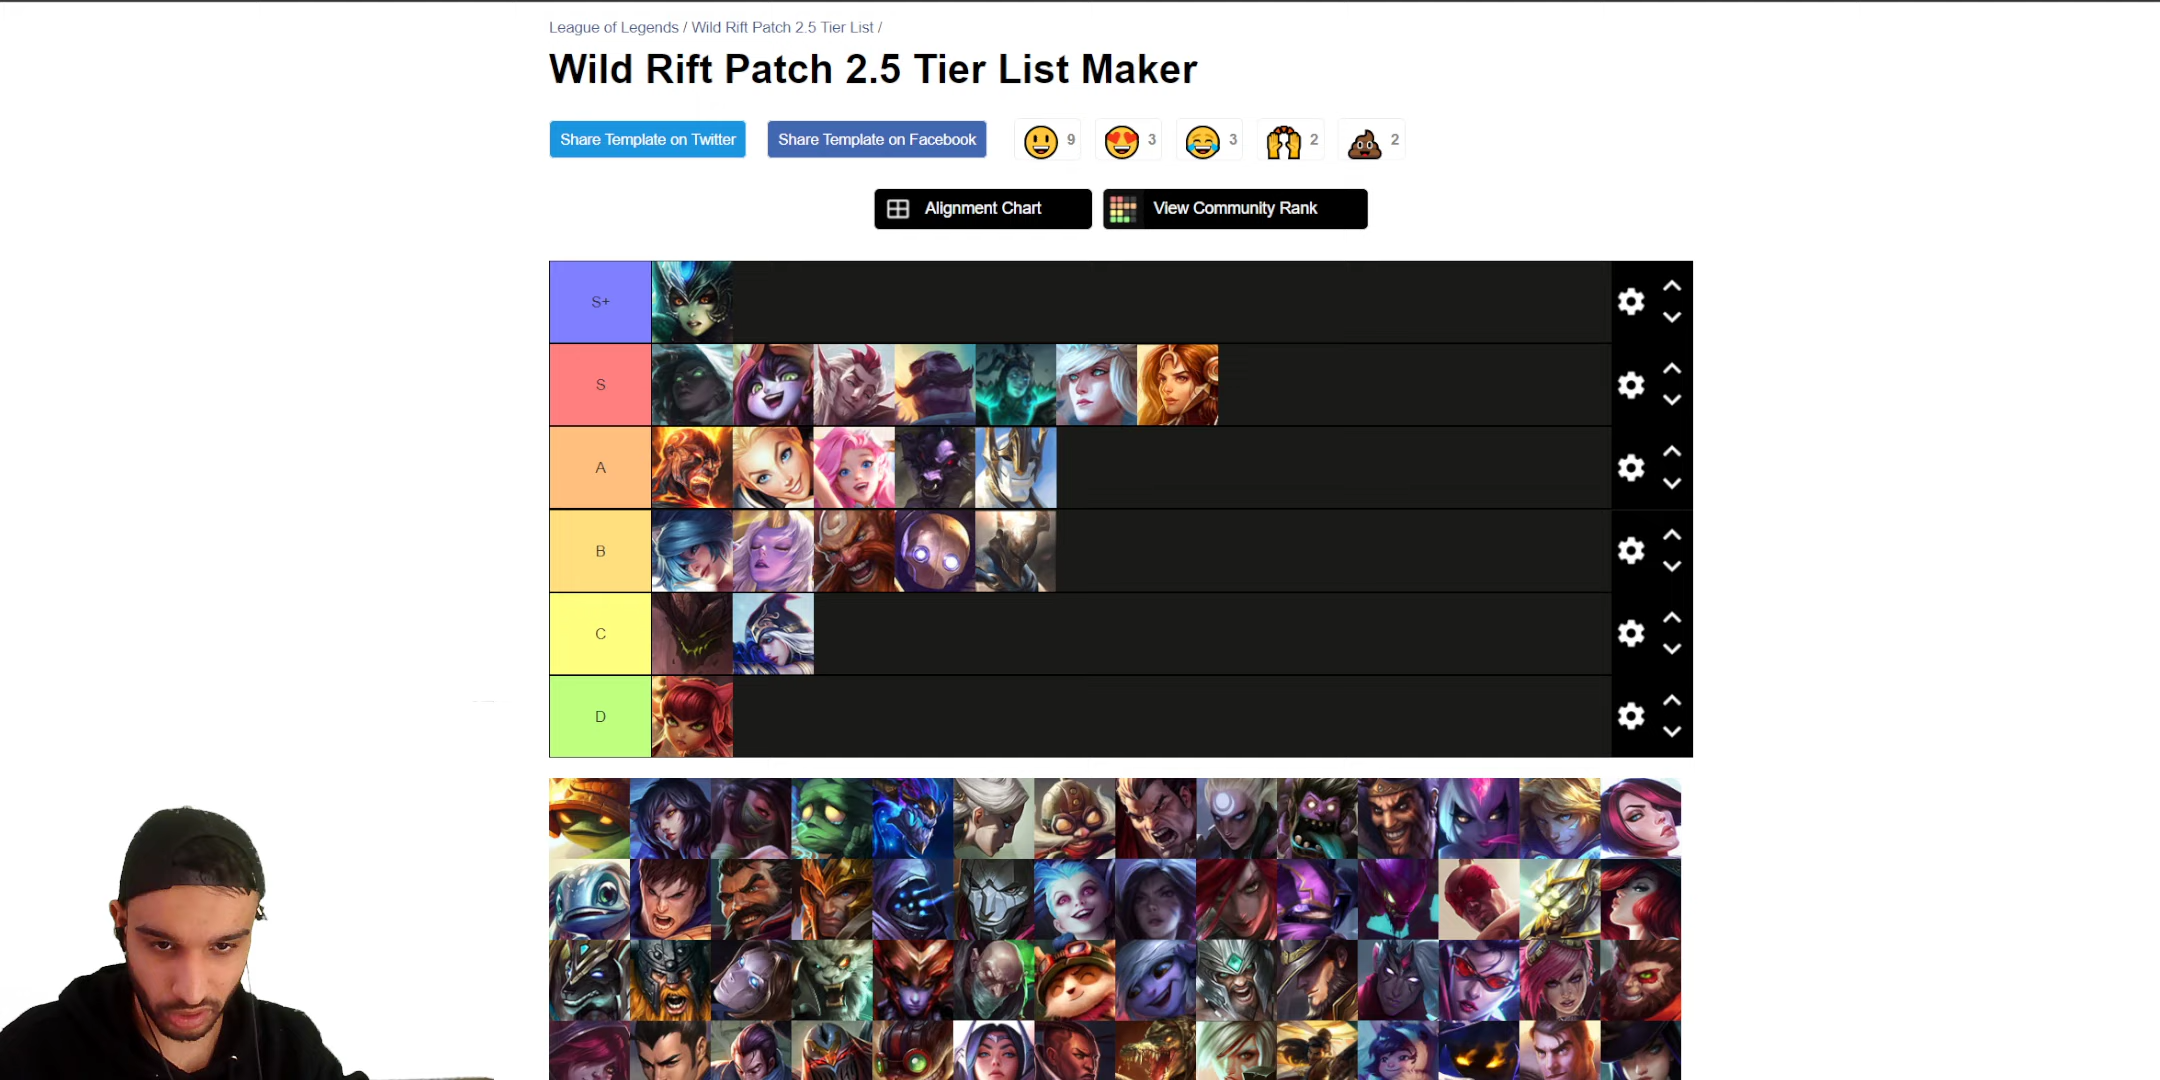 League of Legends / Wild Rift Patch 2.5 Tier List /
Wild Rift Patch 2.5 Tier List Maker
Share Template on Twitter
Share Template on Facebook
9
3
3
2
2
Alignment Chart
View Community Rank
S+
S
A
B
C
D